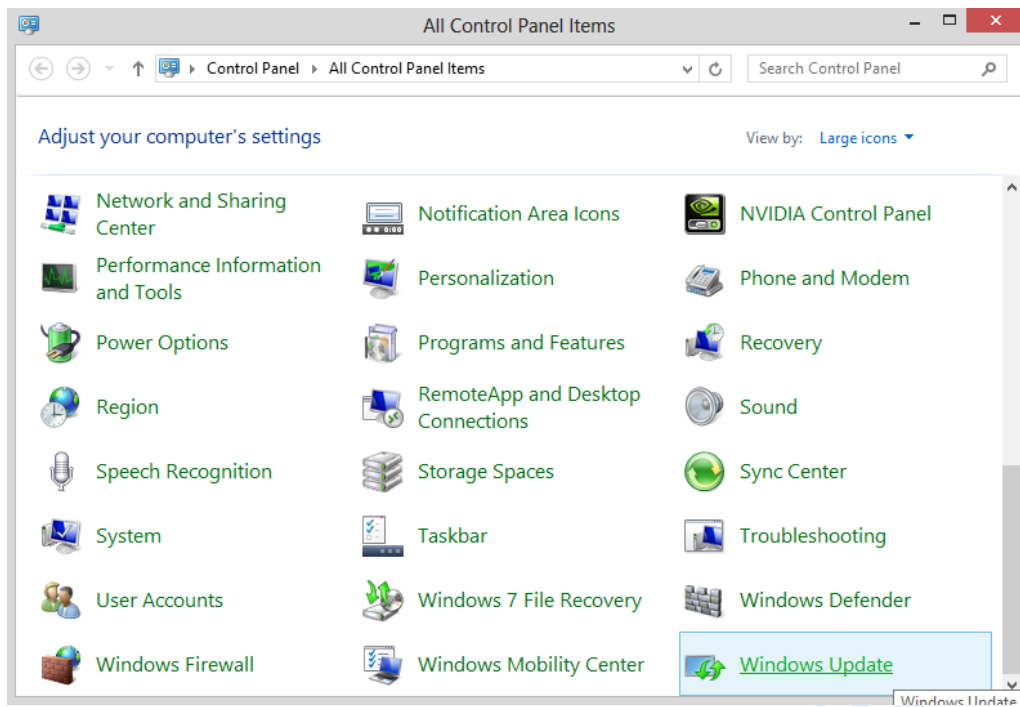 All Control Panel Items
Control Panel All Control Panel Items
Search Control Panel
Adjust your computer's settings
View by: Large icons
Network and Sharing
Center
Notification Area Icons
NVIDIA Control Panel
Performance Information
and Tools
Personalization
Phone and Modem
Power Options
Programs and Features
Recovery
Region
RemoteApp and Desktop
Connections
Sound
Speech Recognition
Storage Spaces
Sync Center
System
Taskbar
Troubleshooting
User Accounts
Windows 7 File Recovery
Windows Defender
Windows Firewall
Windows Mobility Center
Windows Update
Windows Update